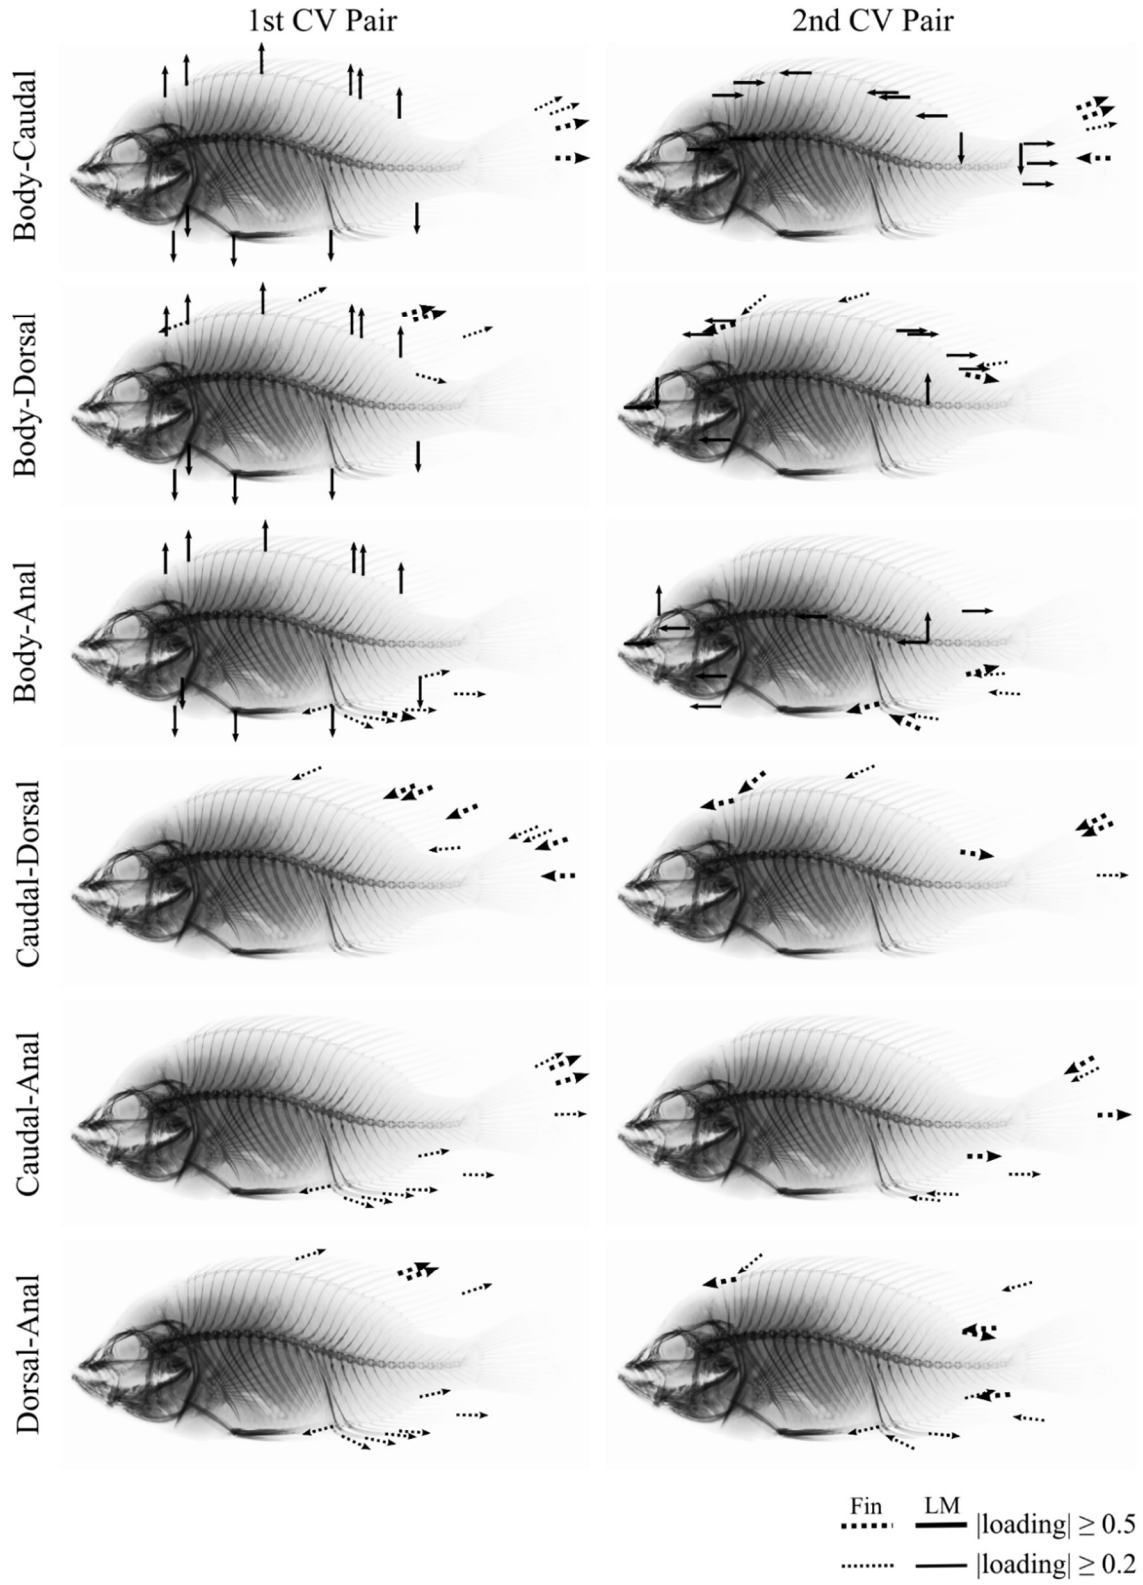 1st CV Pair
2nd CV Pair
Body-Caudal
Body-Dorsal
Body-Anal
Caudal-Dorsal
Caudal-Anal
Dorsal-Anal
Fin LM
|loading| ≥ 0.5
|loading| ≥ 0.2